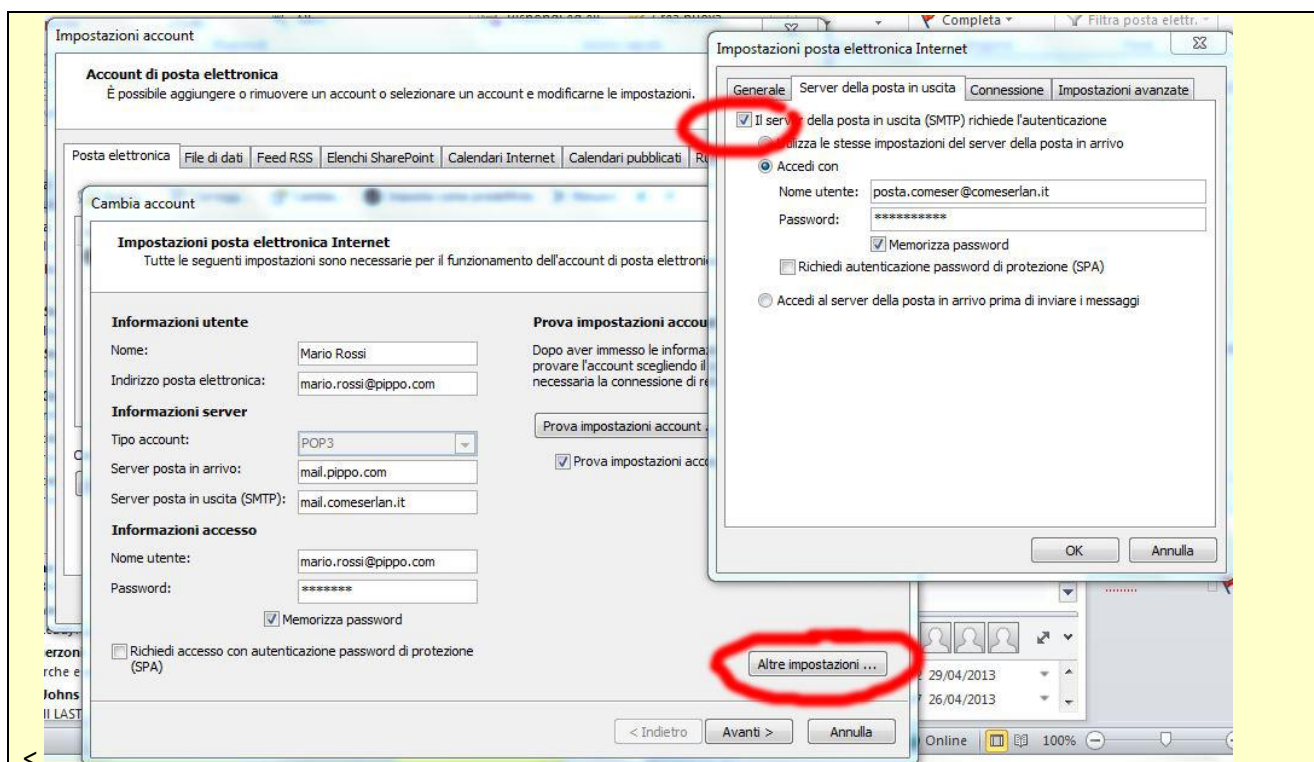 Completa
Filtra posta elettr.
Impostazioni account
Account di posta elettronica
È possibile aggiungere o rimuovere un account o selezionare un account e modificarne le impostazioni.
Posta elettronica
File di dati
Feed RSS
Elenchi SharePoint
Calendari Internet
Calendari pubblicati
Cambia account
Impostazioni posta elettronica Internet
Tutte le seguenti impostazioni sono necessarie per il funzionamento dell'account di posta elettroni
Informazioni utente
Nome: Mario Rossi
Indirizzo posta elettronica: mario.rossi@pippo.com
Informazioni server
Tipo account: POP3
Server posta in arrivo: mail.pippo.com
Server posta in uscita (SMTP): mail.comeserlan.it
Informazioni accesso
Nome utente: mario.rossi@pippo.com
Password: *******
Memorizza password
Richiedi accesso con autenticazione password di protezione
(SPA)
Prova impostazioni accou
Dopo aver immesso le informa
provare l'account scegliendo il
necessaria la connessione di re
Prova impostazioni account
Prova impostazioni acco
Altre impostazioni ...
< Indietro
Avanti >
Annulla
Impostazioni posta elettronica Internet
Generale
Server della posta in uscita
Connessione
Impostazioni avanzate
Il server della posta in uscita (SMTP) richiede l'autenticazione
Utilizza le stesse impostazioni del server della posta in arrivo
Accedi con
Nome utente: posta.comeser@comeserlan.it
Password: **********
Memorizza password
Richiedi autenticazione password di protezione (SPA)
Accedi al server della posta in arrivo prima di inviare i messaggi
OK
Annulla
29/04/2013
26/04/2013
Johns
LAST
Online
100%
<